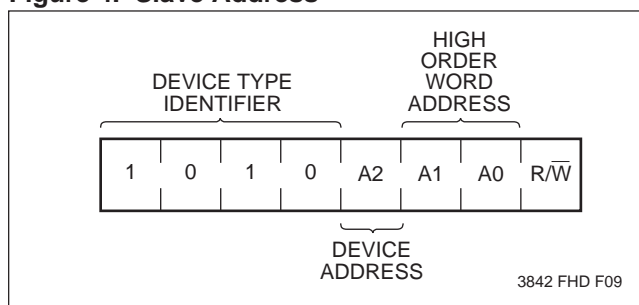 Figure 4. Slave Address
HIGH
ORDER
WORD
ADDRESS
DEVICE TYPE
IDENTIFIER
1 0 1 0 A2 A1 A0 R/W̅
DEVICE
ADDRESS
3842 FHD F09